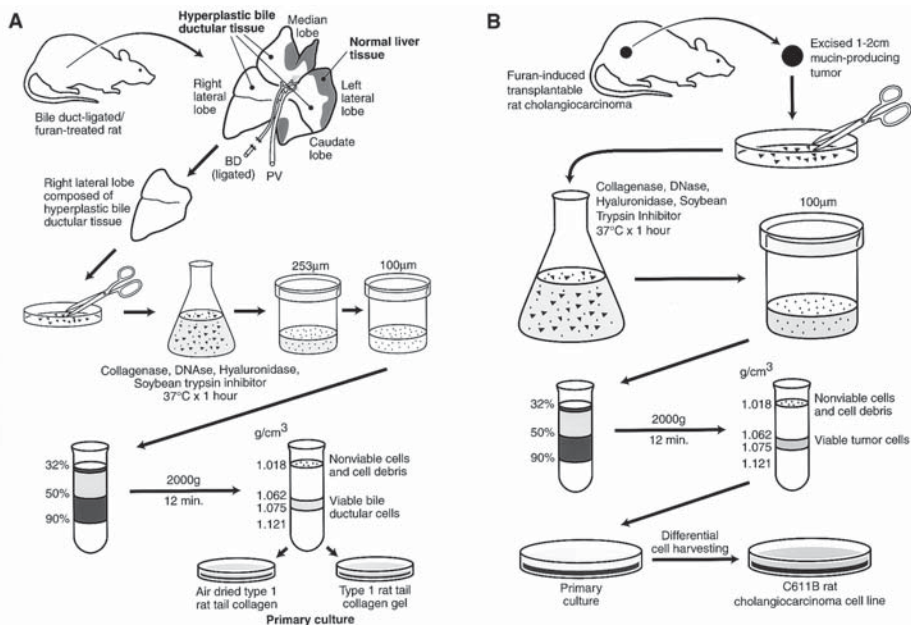 A
Hyperplastic bile
ductular tissue
Median
lobe
Normal liver
tissue
Right
lateral
lobe
Left
lateral
lobe
Caudate
lobe
Bile duct-ligated/
furan-treated rat
BD
(ligated)
PV
Right lateral lobe
composed of
hyperplastic bile
ductular tissue
253µm
100µm
Collagenase, DNAse, Hyaluronidase,
Soybean trypsin inhibitor
37°C x 1 hour
32%
50%
90%
2000g
12 min.
g/cm3
1.018
1.062
1.075
1.121
Nonviable cells
and cell debris
Viable bile
ductular cells
Air dried type 1
rat tail collagen
Type 1 rat tail
collagen gel
Primary culture
B
Furan-induced
transplantable
rat cholangiocarcinoma
Excised 1-2cm
mucin-producing
tumor
Collagenase, DNase,
Hyaluronidase, Soybean
Trypsin Inhibitor
37°C x 1 hour
100µm
32%
50%
90%
2000g
12 min.
g/cm3
1.018
1.062
1.075
1.121
Nonviable cells
and cell debris
Viable tumor cells
Primary
culture
Differential
cell harvesting
C611B rat
cholangiocarcinoma cell line